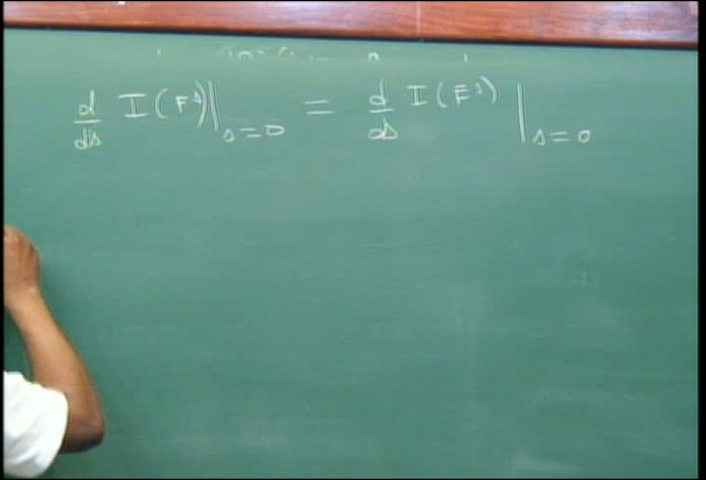 d/ds I(F^s)|_{s=0} = d/ds I(F^s)|_{s=0}